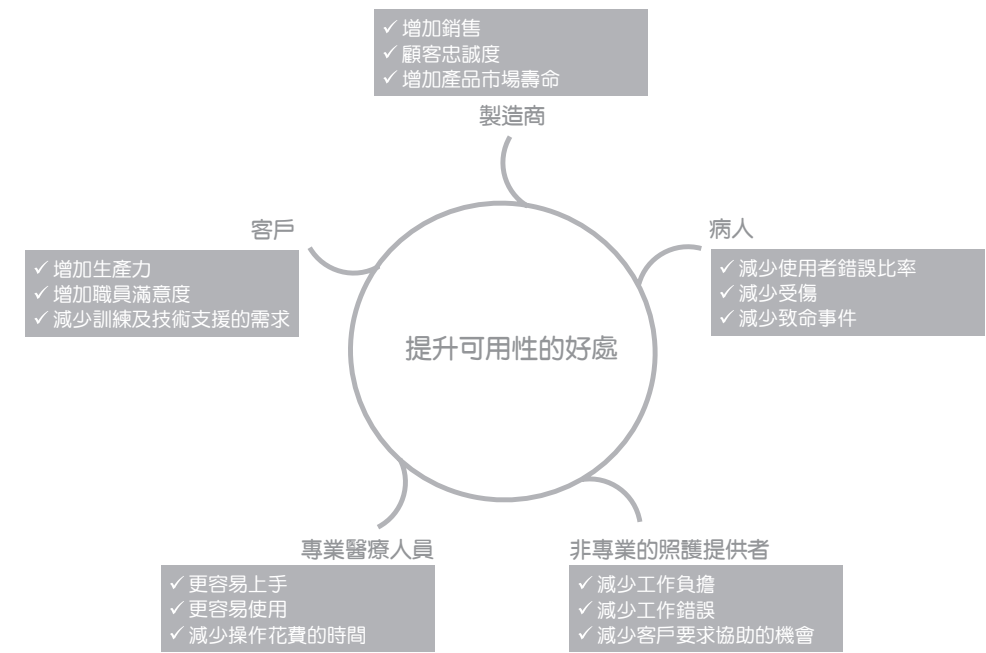 ✓ 增加銷售
✓ 顧客忠誠度
✓ 增加產品市場壽命
製造商
客戶
✓ 增加生產力
✓ 增加職員滿意度
✓ 減少訓練及技術支援的需求
病人
✓ 減少使用者錯誤比率
✓ 減少受傷
✓ 減少致命事件
提升可用性的好處
專業醫療人員
✓ 更容易上手
✓ 更容易使用
✓ 減少操作花費的時間
非專業的照護提供者
✓ 減少工作負擔
✓ 減少工作錯誤
✓ 減少客戶要求協助的機會